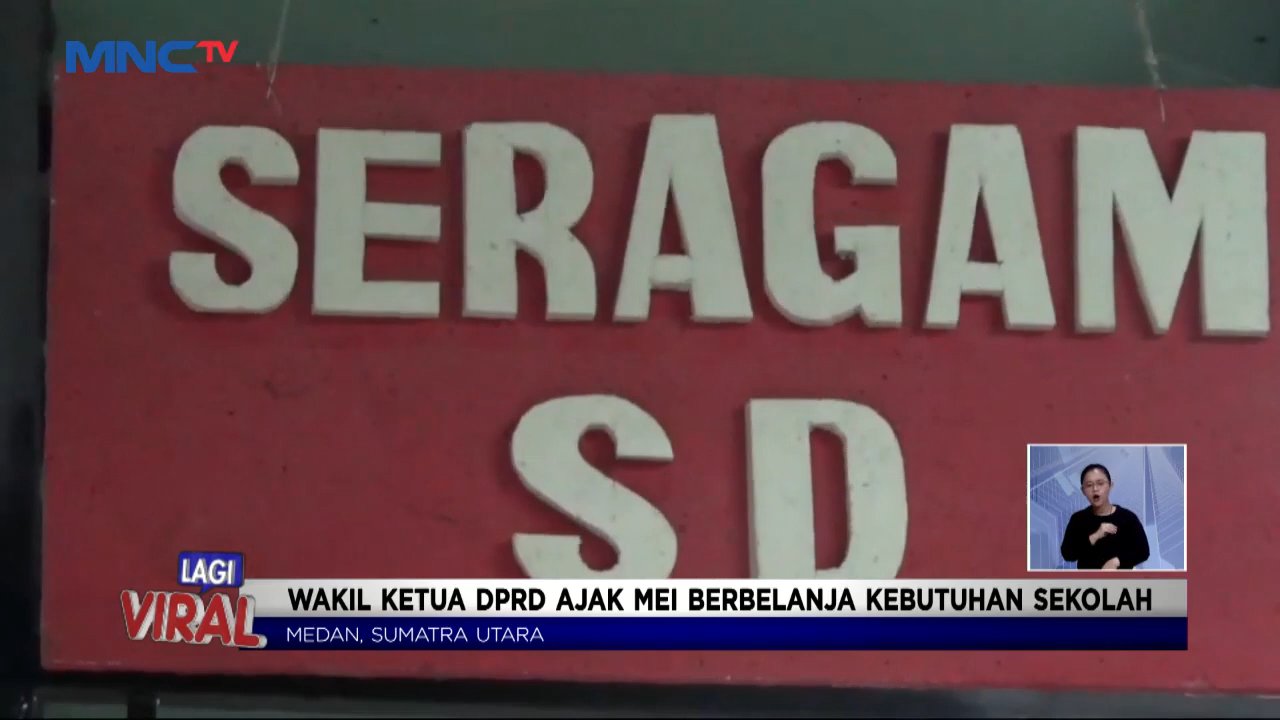 MNCTV
SERAGAM
SD
LAGI
VIRAL
WAKIL KETUA DPRD AJAK MEI BERBELANJA KEBUTUHAN SEKOLAH
MEDAN, SUMATRA UTARA